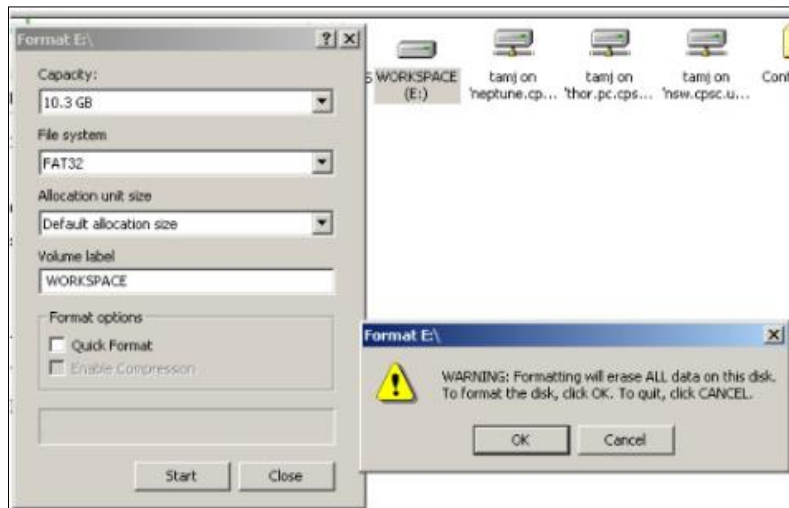 Format E:\
Capacity:
10.3 GB
File system
FAT32
Allocation unit size
Default allocation size
Volume label
WORKSPACE
Format options
Quick Format
Enable Compression
Start
Close
WORKSPACE
(E:)
tamj on
'neptune.cp...
tamj on
'thor.pc.cps...
tamj on
'nsw.cpsc.u...
Cont
Format E:\
WARNING: Formatting will erase ALL data on this disk.
To format the disk, click OK. To quit, click CANCEL.
OK
Cancel